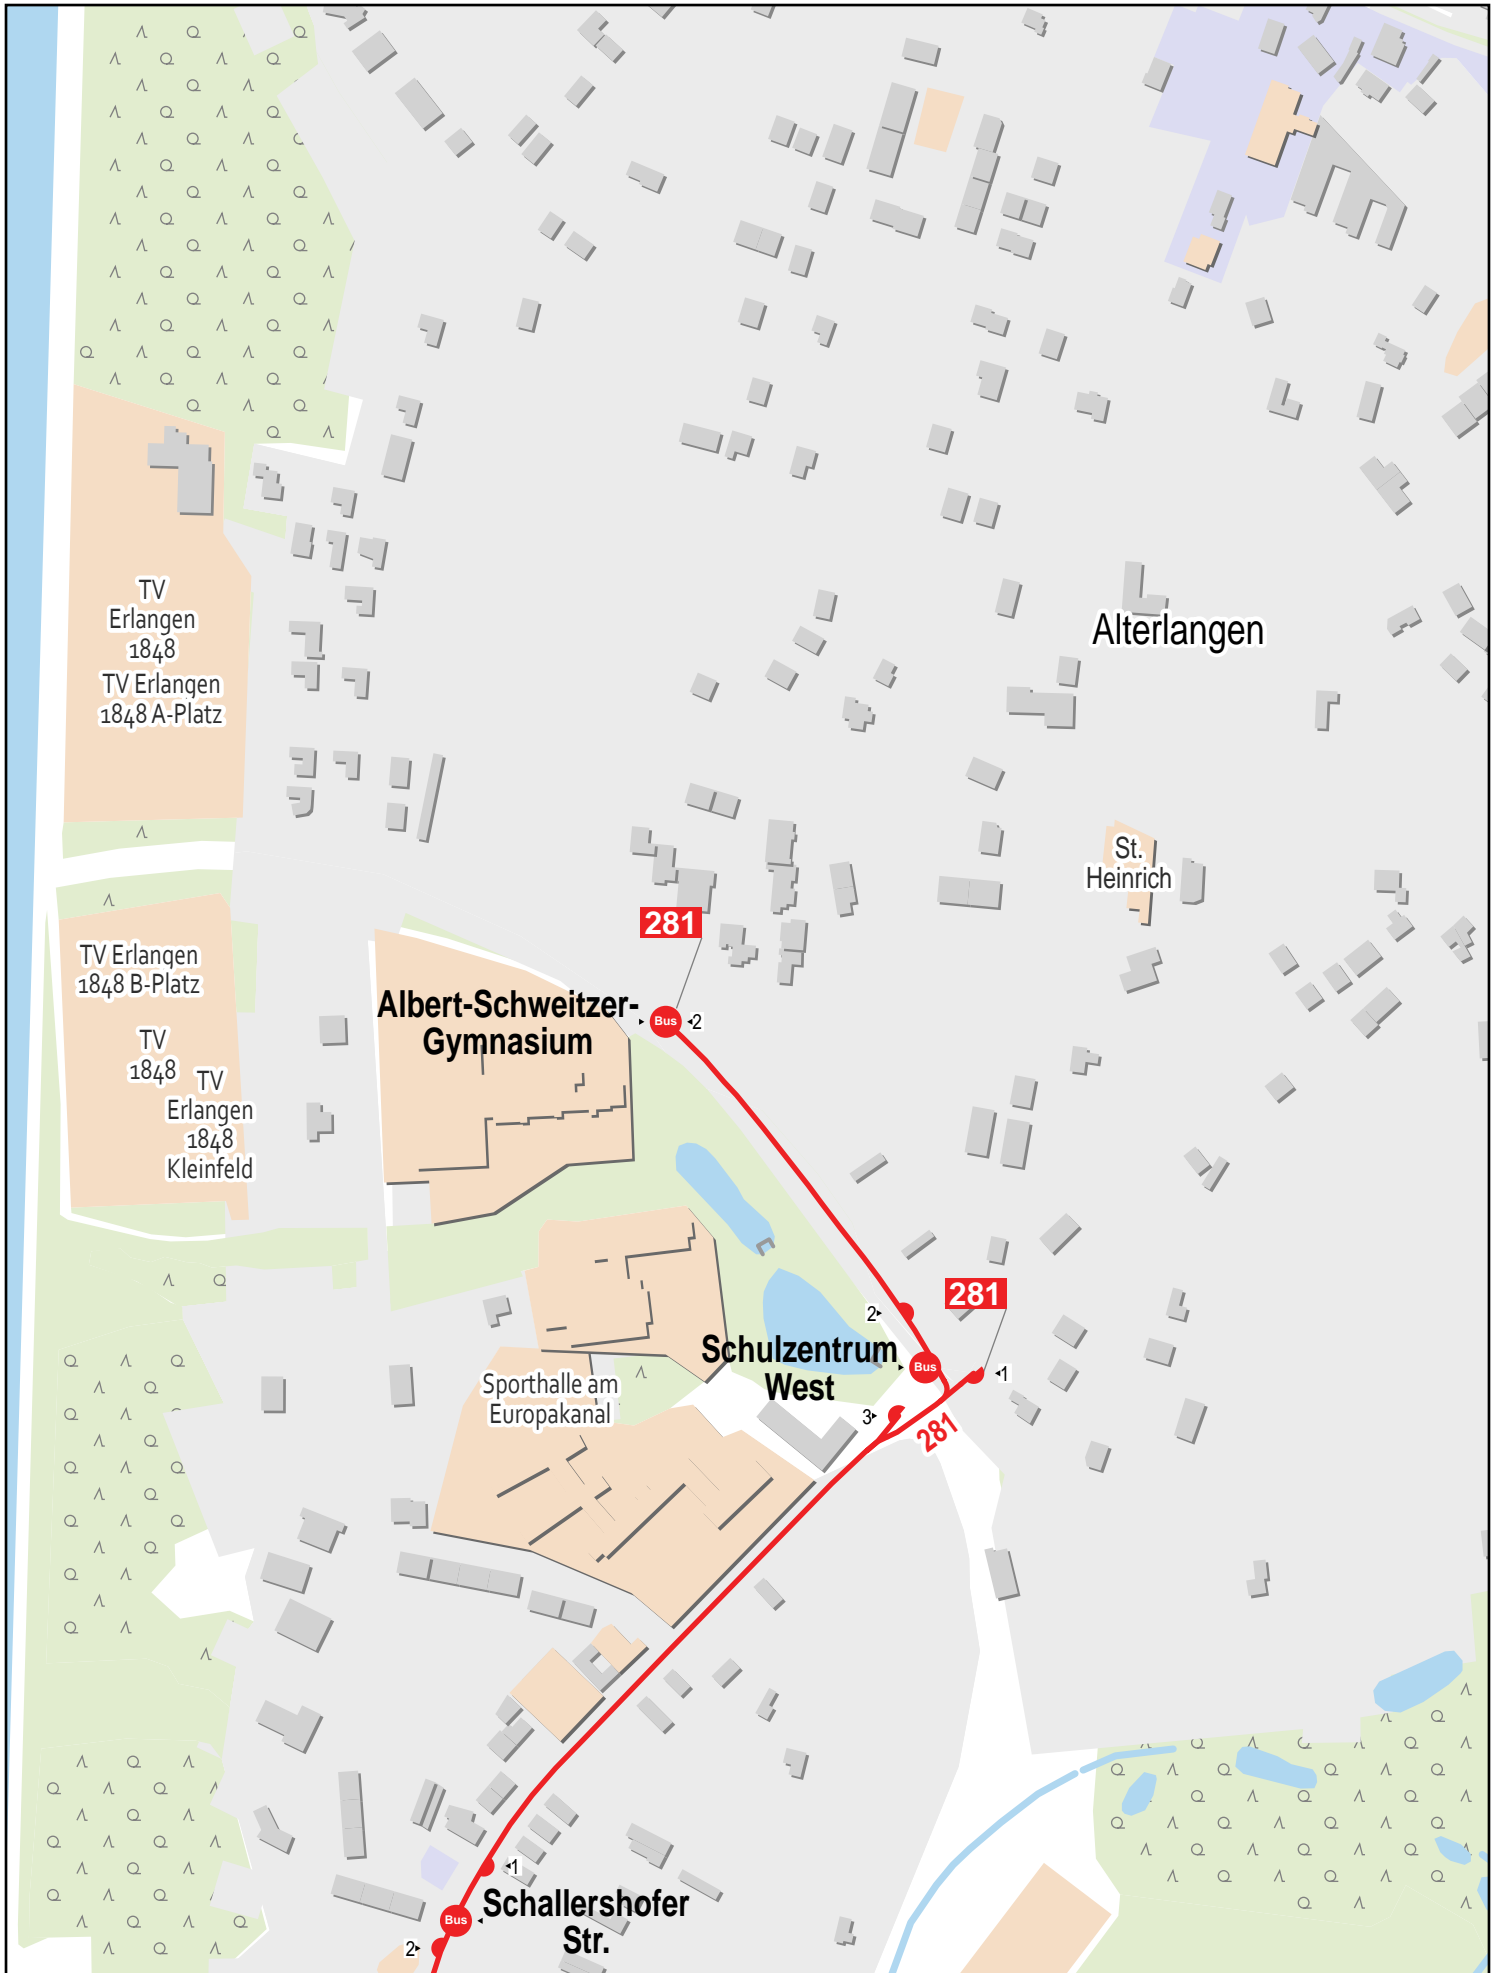 TV
Erlangen
1848
TV Erlangen
1848 A-Platz
Alterlangen
St.
Heinrich
281
TV Erlangen
1848 B-Platz
Albert-Schweitzer-
Gymnasium
Bus
2
TV
1848
TV
Erlangen
1848
Kleinfeld
281
2
Schulzentrum
West
Bus
1
Sporthalle am
Europakanal
3
281
1
Schallershofer
Str.
Bus
2